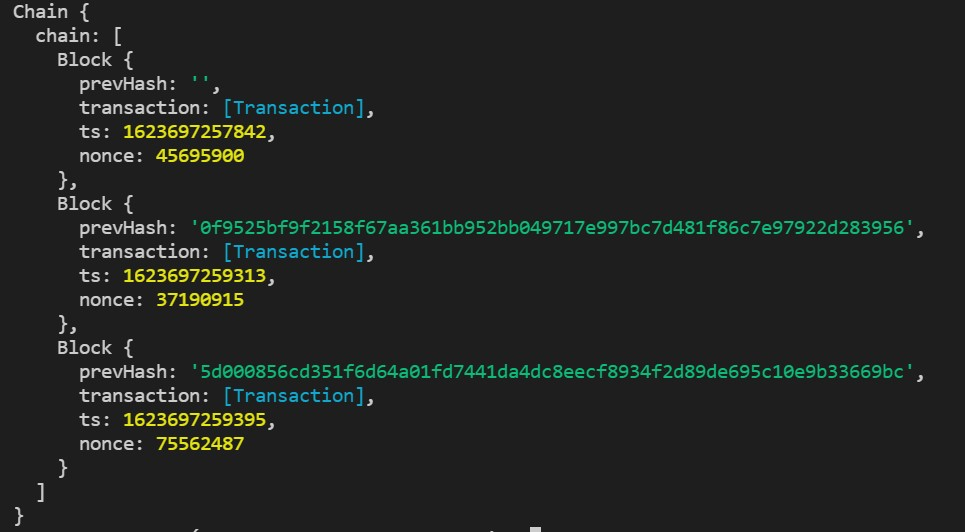 Chain {
  chain: [
    Block {
      prevHash: '',
      transaction: [Transaction],
      ts: 1623697257842,
      nonce: 45695900
    },
    Block {
      prevHash: '0f9525bf9f2158f67aa361bb952bb049717e997bc7d481f86c7e97922d283956',
      transaction: [Transaction],
      ts: 1623697259313,
      nonce: 37190915
    },
    Block {
      prevHash: '5d000856cd351f6d64a01fd7441da4dc8eecf8934f2d89de695c10e9b33669bc',
      transaction: [Transaction],
      ts: 1623697259395,
      nonce: 75562487
    }
  ]
}